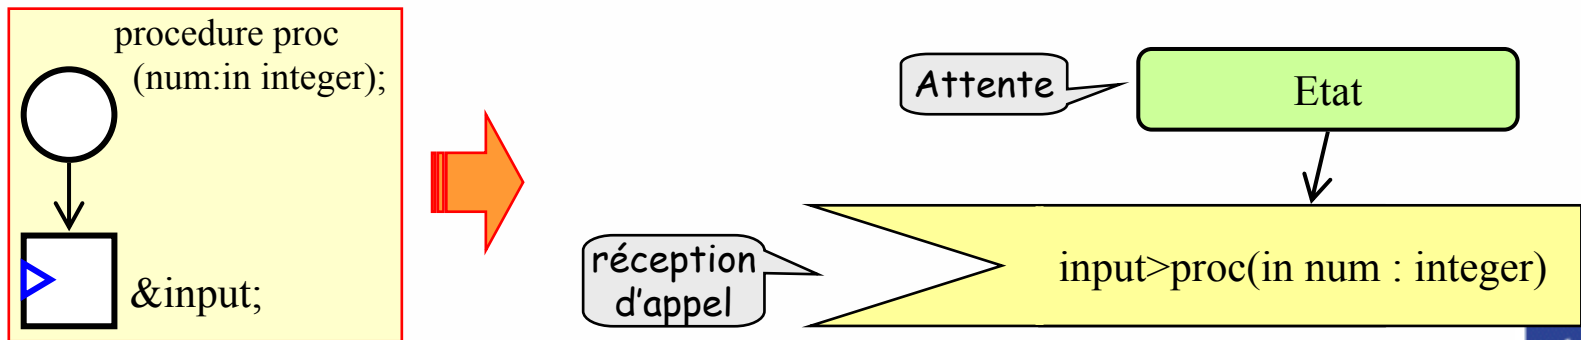 procedure proc
(num:in integer);
&input;
Attente
Etat
réception
d'appel
input>proc(in num : integer)